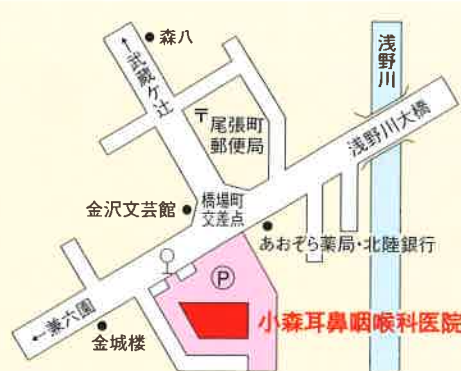 森八
←武蔵ケ辻
浅野川
〒尾張町
郵便局
浅野川大橋
金沢文芸館
橋場町
交差点
あおぞら薬局・北陸銀行
P
←兼六園
金城楼
小森耳鼻咽喉科医院